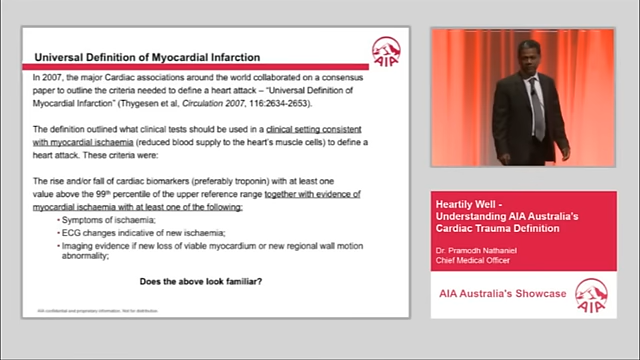 Universal Definition of Myocardial Infarction
AIA
In 2007, the major Cardiac associations around the world collaborated on a consensus
paper to outline the criteria needed to define a heart attack – “Universal Definition of
Myocardial Infarction” (Thygesen et al, Circulation 2007, 116:2634-2653).
The definition outlined what clinical tests should be used in a clinical setting consistent
with myocardial ischaemia (reduced blood supply to the heart's muscle cells) to define a
heart attack. These criteria were:
The rise and/or fall of cardiac biomarkers (preferably troponin) with at least one
value above the 99th percentile of the upper reference range together with evidence of
myocardial ischaemia with at least one of the following:
• Symptoms of ischaemia;
• ECG changes indicative of new ischaemia;
• Imaging evidence if new loss of viable myocardium or new regional wall motion
abnormality;
Does the above look familiar?
AIA confidential and proprietary information. Not for distribution.
Heartily Well -
Understanding AIA Australia's
Cardiac Trauma Definition
Dr. Pramodh Nathaniel
Chief Medical Officer
AIA Australia's Showcase
AIA